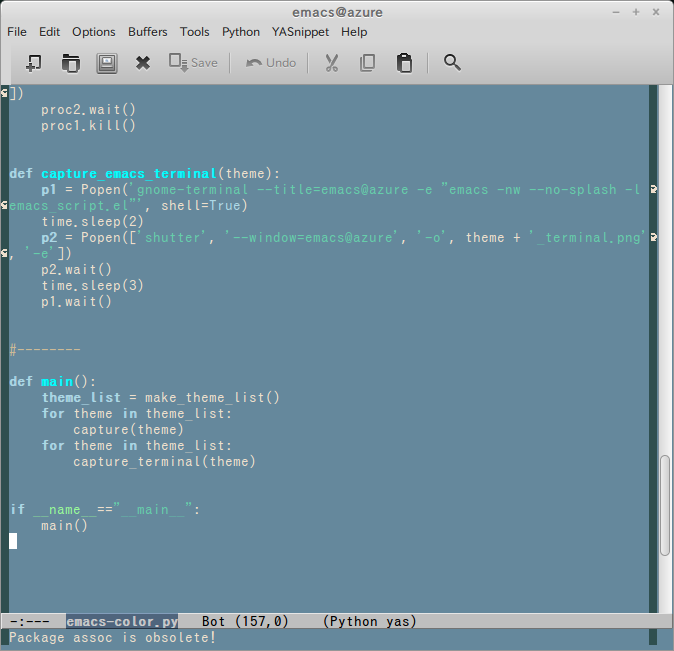 emacs@azure
File Edit Options Buffers Tools Python YASnippet Help
Save Undo
])
    proc2.wait()
    proc1.kill()
def capture_emacs_terminal(theme):
    p1 = Popen('gnome-terminal --title=emacs@azure -e "emacs -nw --no-splash -l
emacs_script.el"', shell=True)
    time.sleep(2)
    p2 = Popen(['shutter', '--window=emacs@azure', '-o', theme + '_terminal.png'
, '-e'])
    p2.wait()
    time.sleep(3)
    p1.wait()
#--------
def main():
    theme_list = make_theme_list()
    for theme in theme_list:
        capture(theme)
    for theme in theme_list:
        capture_terminal(theme)
if __name__=="__main__":
    main()
-:---  emacs-color.py   Bot (157,0)    (Python yas)
Package assoc is obsolete!